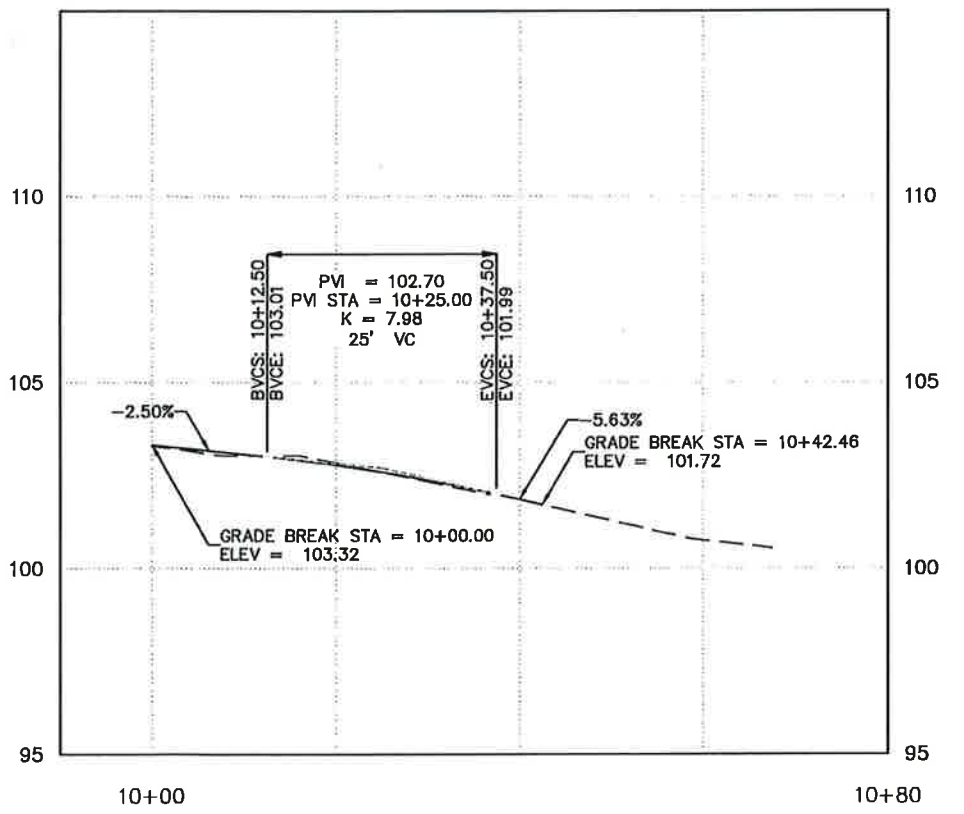 110
110
BVCS: 10+12.50
BVCE: 103.01
PVI = 102.70
PVI STA = 10+25.00
K = 7.98
25' VC
EVCS: 10+37.50
EVCE: 101.99
105
105
-2.50%
-5.63%
GRADE BREAK STA = 10+42.46
ELEV = 101.72
GRADE BREAK STA = 10+00.00
ELEV = 103.32
100
100
95
95
10+00
10+80